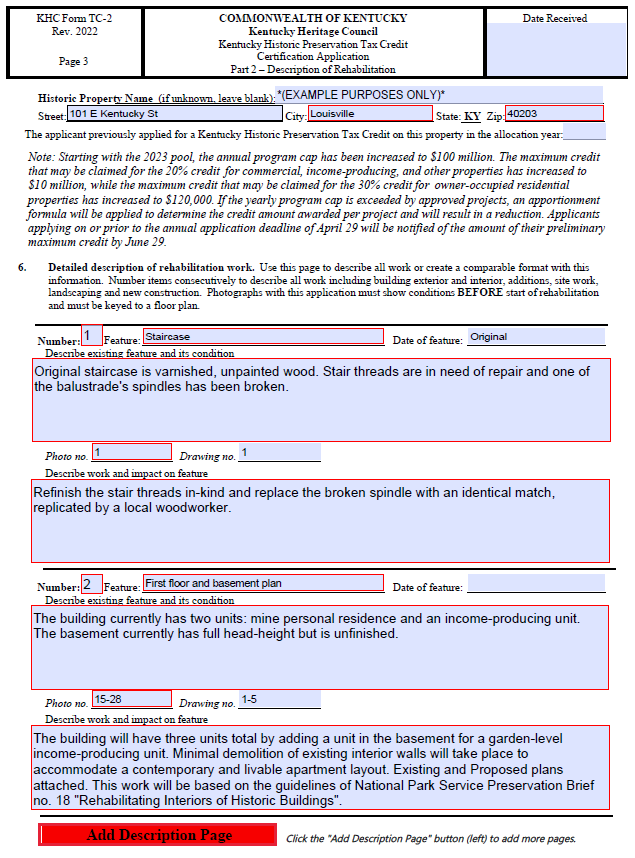 KHC Form TC-2
Rev. 2022
Page 3
COMMONWEALTH OF KENTUCKY
Kentucky Heritage Council
Kentucky Historic Preservation Tax Credit
Certification Application
Part 2 – Description of Rehabilitation
Date Received
Historic Property Name (if unknown, leave blank): *(EXAMPLE PURPOSES ONLY)*
Street: 101 E Kentucky St City: Louisville State: KY Zip: 40203
The applicant previously applied for a Kentucky Historic Preservation Tax Credit on this property in the allocation year:
Note: Starting with the 2023 pool, the annual program cap has been increased to $100 million. The maximum credit
that may be claimed for the 20% credit for commercial, income-producing, and other properties has increased to
$10 million, while the maximum credit that may be claimed for the 30% credit for owner-occupied residential
properties has increased to $120,000. If the yearly program cap is exceeded by approved projects, an apportionment
formula will be applied to determine the credit amount awarded per project and will result in a reduction. Applicants
applying on or prior to the annual application deadline of April 29 will be notified of the amount of their preliminary
maximum credit by June 29.
6. Detailed description of rehabilitation work. Use this page to describe all work or create a comparable format with this
information. Number items consecutively to describe all work including building exterior and interior, additions, site work,
landscaping and new construction. Photographs with this application must show conditions BEFORE start of rehabilitation
and must be keyed to a floor plan.
Number: 1 Feature: Staircase Date of feature: Original
Describe existing feature and its condition
Original staircase is varnished, unpainted wood. Stair threads are in need of repair and one of
the balustrade's spindles has been broken.
Photo no. 1 Drawing no. 1
Describe work and impact on feature
Refinish the stair threads in-kind and replace the broken spindle with an identical match,
replicated by a local woodworker.
Number: 2 Feature: First floor and basement plan Date of feature:
Describe existing feature and its condition
The building currently has two units: mine personal residence and an income-producing unit.
The basement currently has full head-height but is unfinished.
Photo no. 15-28 Drawing no. 1-5
Describe work and impact on feature
The building will have three units total by adding a unit in the basement for a garden-level
income-producing unit. Minimal demolition of existing interior walls will take place to
accommodate a contemporary and livable apartment layout. Existing and Proposed plans
attached. This work will be based on the guidelines of National Park Service Preservation Brief
no. 18 "Rehabilitating Interiors of Historic Buildings".
Add Description Page Click the "Add Description Page" button (left) to add more pages.